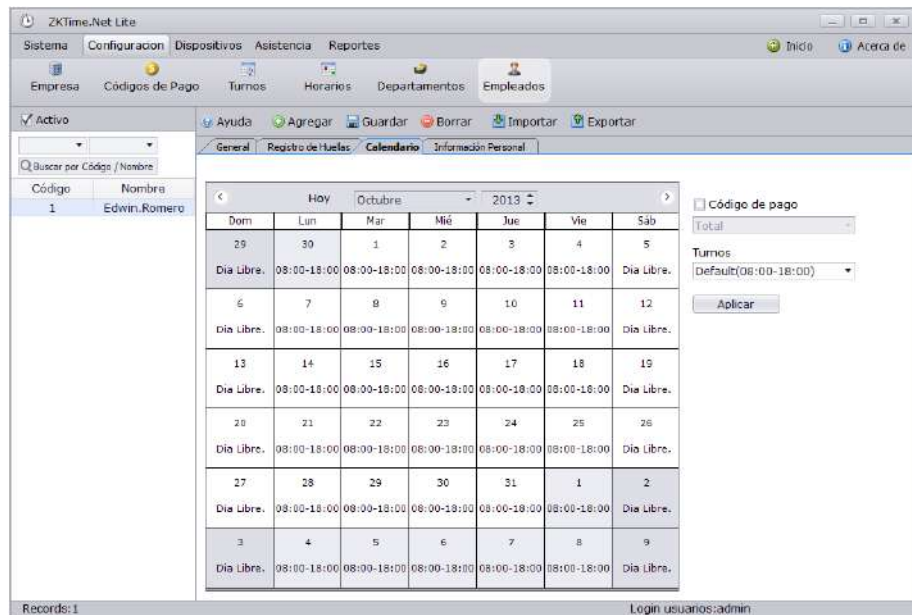 ZKTime.Net Lite
Sistema Configuracion Dispositivos Asistencia Reportes Inicio Acerca de
Empresa Códigos de Pago Turnos Horarios Departamentos Empleados
Activo Ayuda Agregar Guardar Borrar Importar Exportar
General Registro de Huellas Calendario Información Personal
Buscar por Código / Nombre
Código Nombre
1 Edwin.Romero
Hoy Octubre 2013
Dom Lun Mar Mié Jue Vie Sáb
29 30 1 2 3 4 5
Dia Libre. 08:00-18:00 08:00-18:00 08:00-18:00 08:00-18:00 08:00-18:00 Dia Libre.
6 7 8 9 10 11 12
Dia Libre. 08:00-18:00 08:00-18:00 08:00-18:00 08:00-18:00 08:00-18:00 Dia Libre.
13 14 15 16 17 18 19
Dia Libre. 08:00-18:00 08:00-18:00 08:00-18:00 08:00-18:00 08:00-18:00 Dia Libre.
20 21 22 23 24 25 26
Dia Libre. 08:00-18:00 08:00-18:00 08:00-18:00 08:00-18:00 08:00-18:00 Dia Libre.
27 28 29 30 31 1 2
Dia Libre. 08:00-18:00 08:00-18:00 08:00-18:00 08:00-18:00 08:00-18:00 Dia Libre.
3 4 5 6 7 8 9
Dia Libre. 08:00-18:00 08:00-18:00 08:00-18:00 08:00-18:00 08:00-18:00 Dia Libre.
Código de pago
Total
Turnos
Default(08:00-18:00)
Aplicar
Records:1 Login usuarios:admin